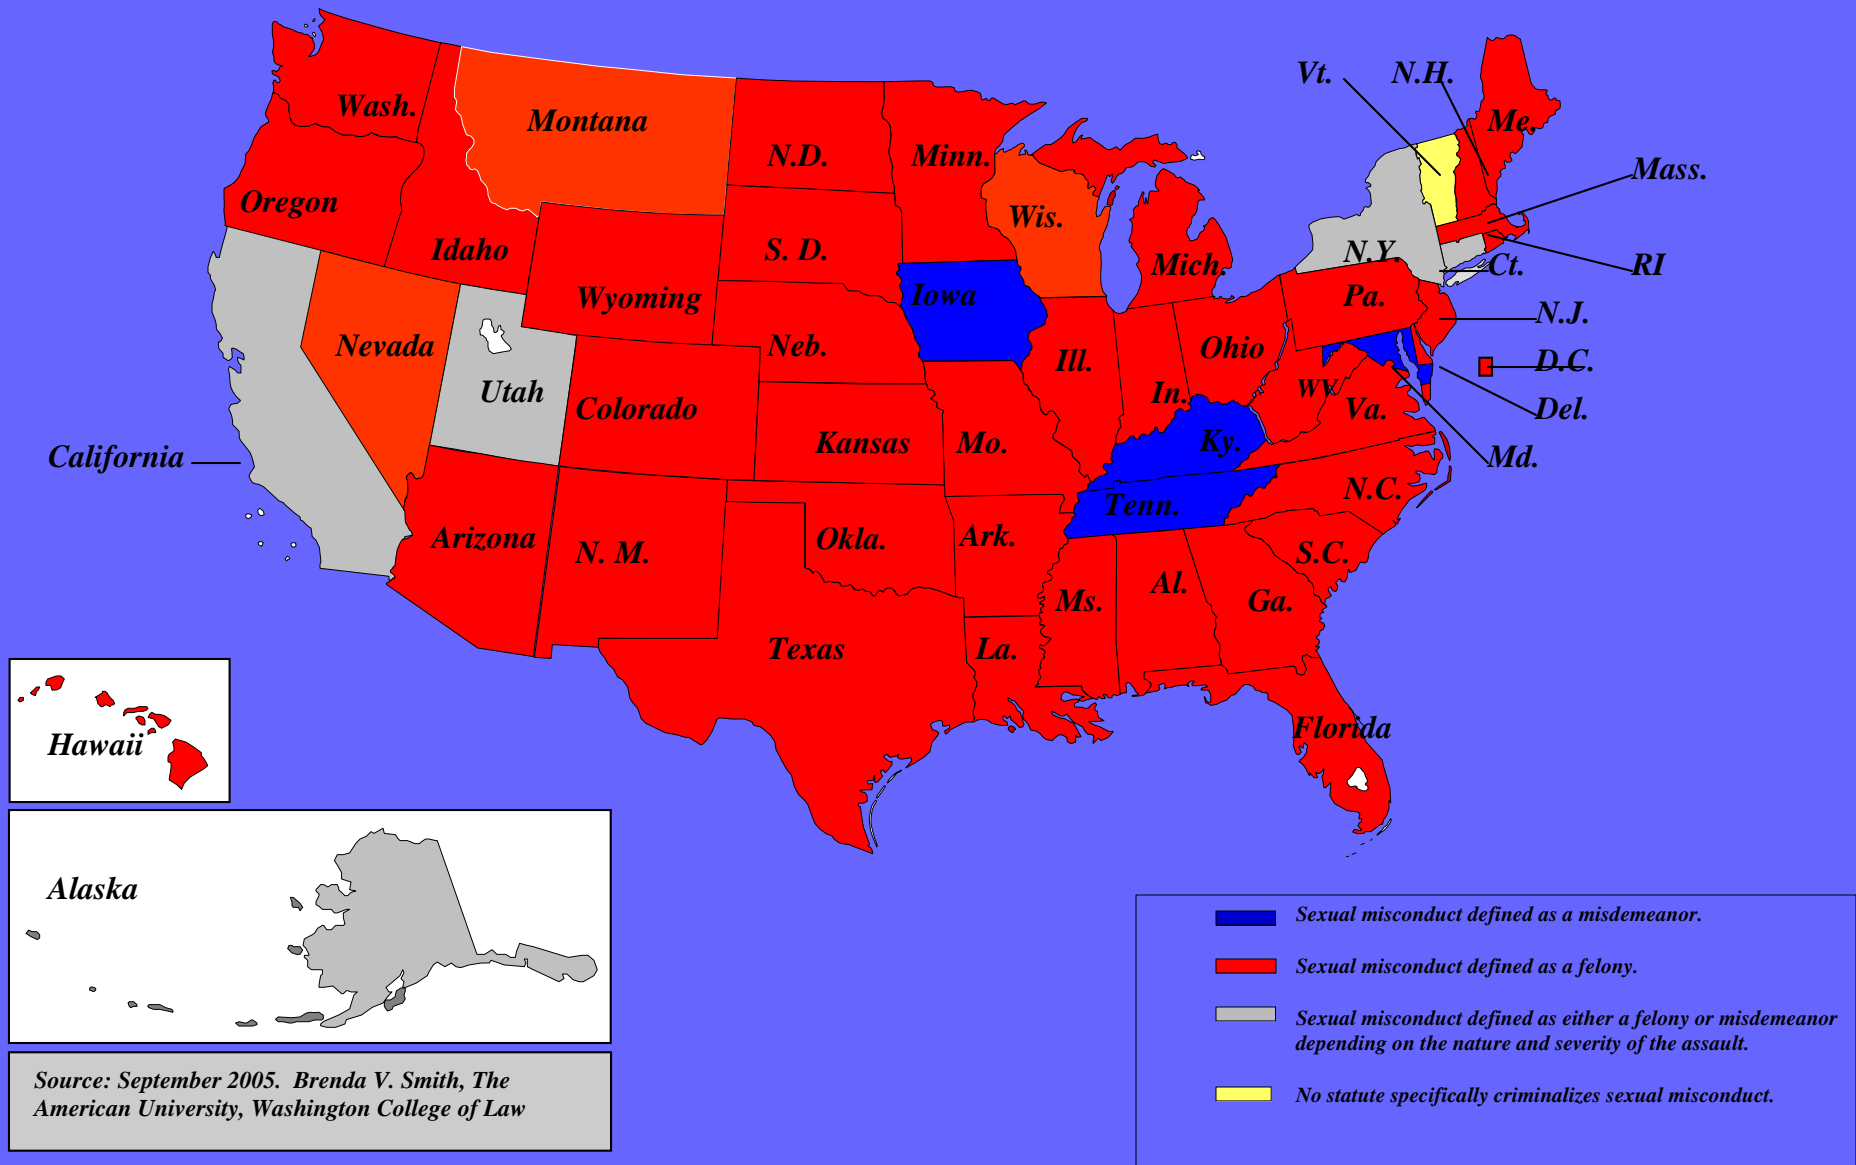 Vt.
N.H.
Wash.
Montana
Me.
N.D.
Minn.
Mass.
Oregon
Wis.
Idaho
S. D.
Mich.
N.Y.
Ct.
RI
Wyoming
Iowa
Pa.
N.J.
Nevada
Neb.
Ill.
Ohio
D.C.
Utah
Colorado
In.
WV
Va.
Del.
California
Kansas
Mo.
Ky.
Md.
N.C.
Tenn.
Arizona
N. M.
Okla.
Ark.
S.C.
Ms.
Al.
Ga.
Texas
La.
Florida
Hawaii
Alaska
Sexual misconduct defined as a misdemeanor.
Sexual misconduct defined as a felony.
Sexual misconduct defined as either a felony or misdemeanor
depending on the nature and severity of the assault.
No statute specifically criminalizes sexual misconduct.
Source: September 2005.  Brenda V. Smith, The
American University, Washington College of Law